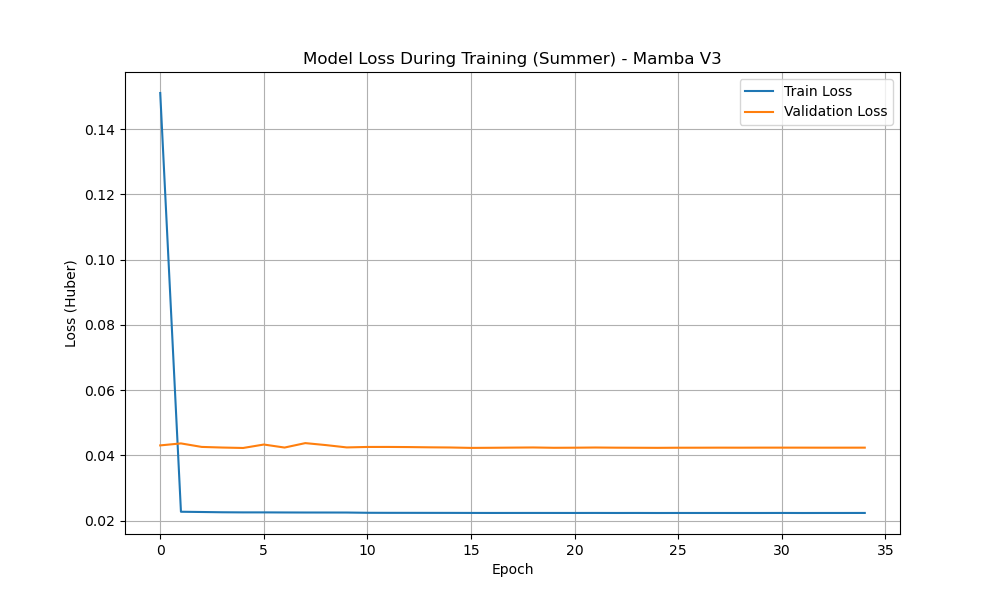 Model Loss During Training (Summer) - Mamba V3
Train Loss
Validation Loss
0.14
0.12
0.10
0.08
0.06
0.04
0.02
Loss (Huber)
0 5 10 15 20 25 30 35
Epoch